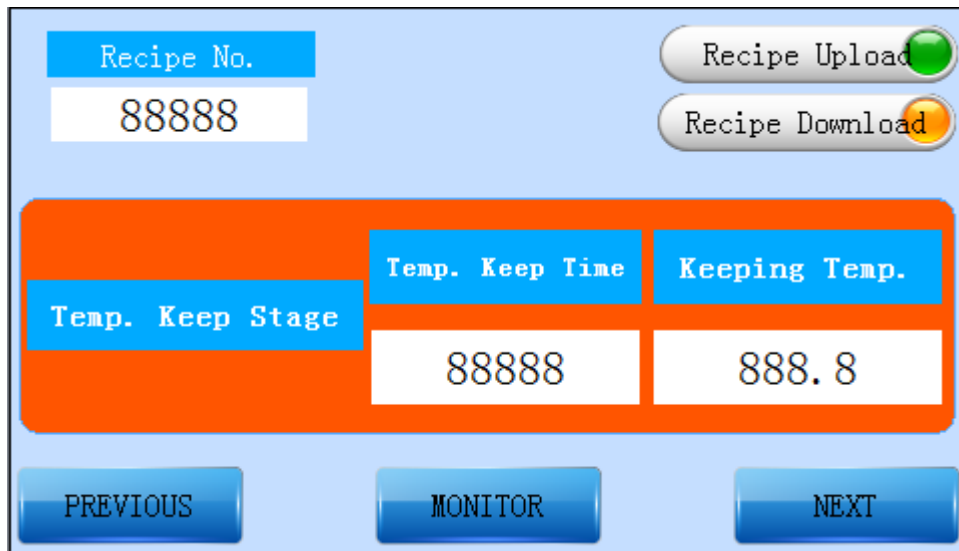 Recipe No.
88888
Recipe Upload
Recipe Download
Temp. Keep Stage
Temp. Keep Time
Keeping Temp.
88888
888.8
PREVIOUS
MONITOR
NEXT